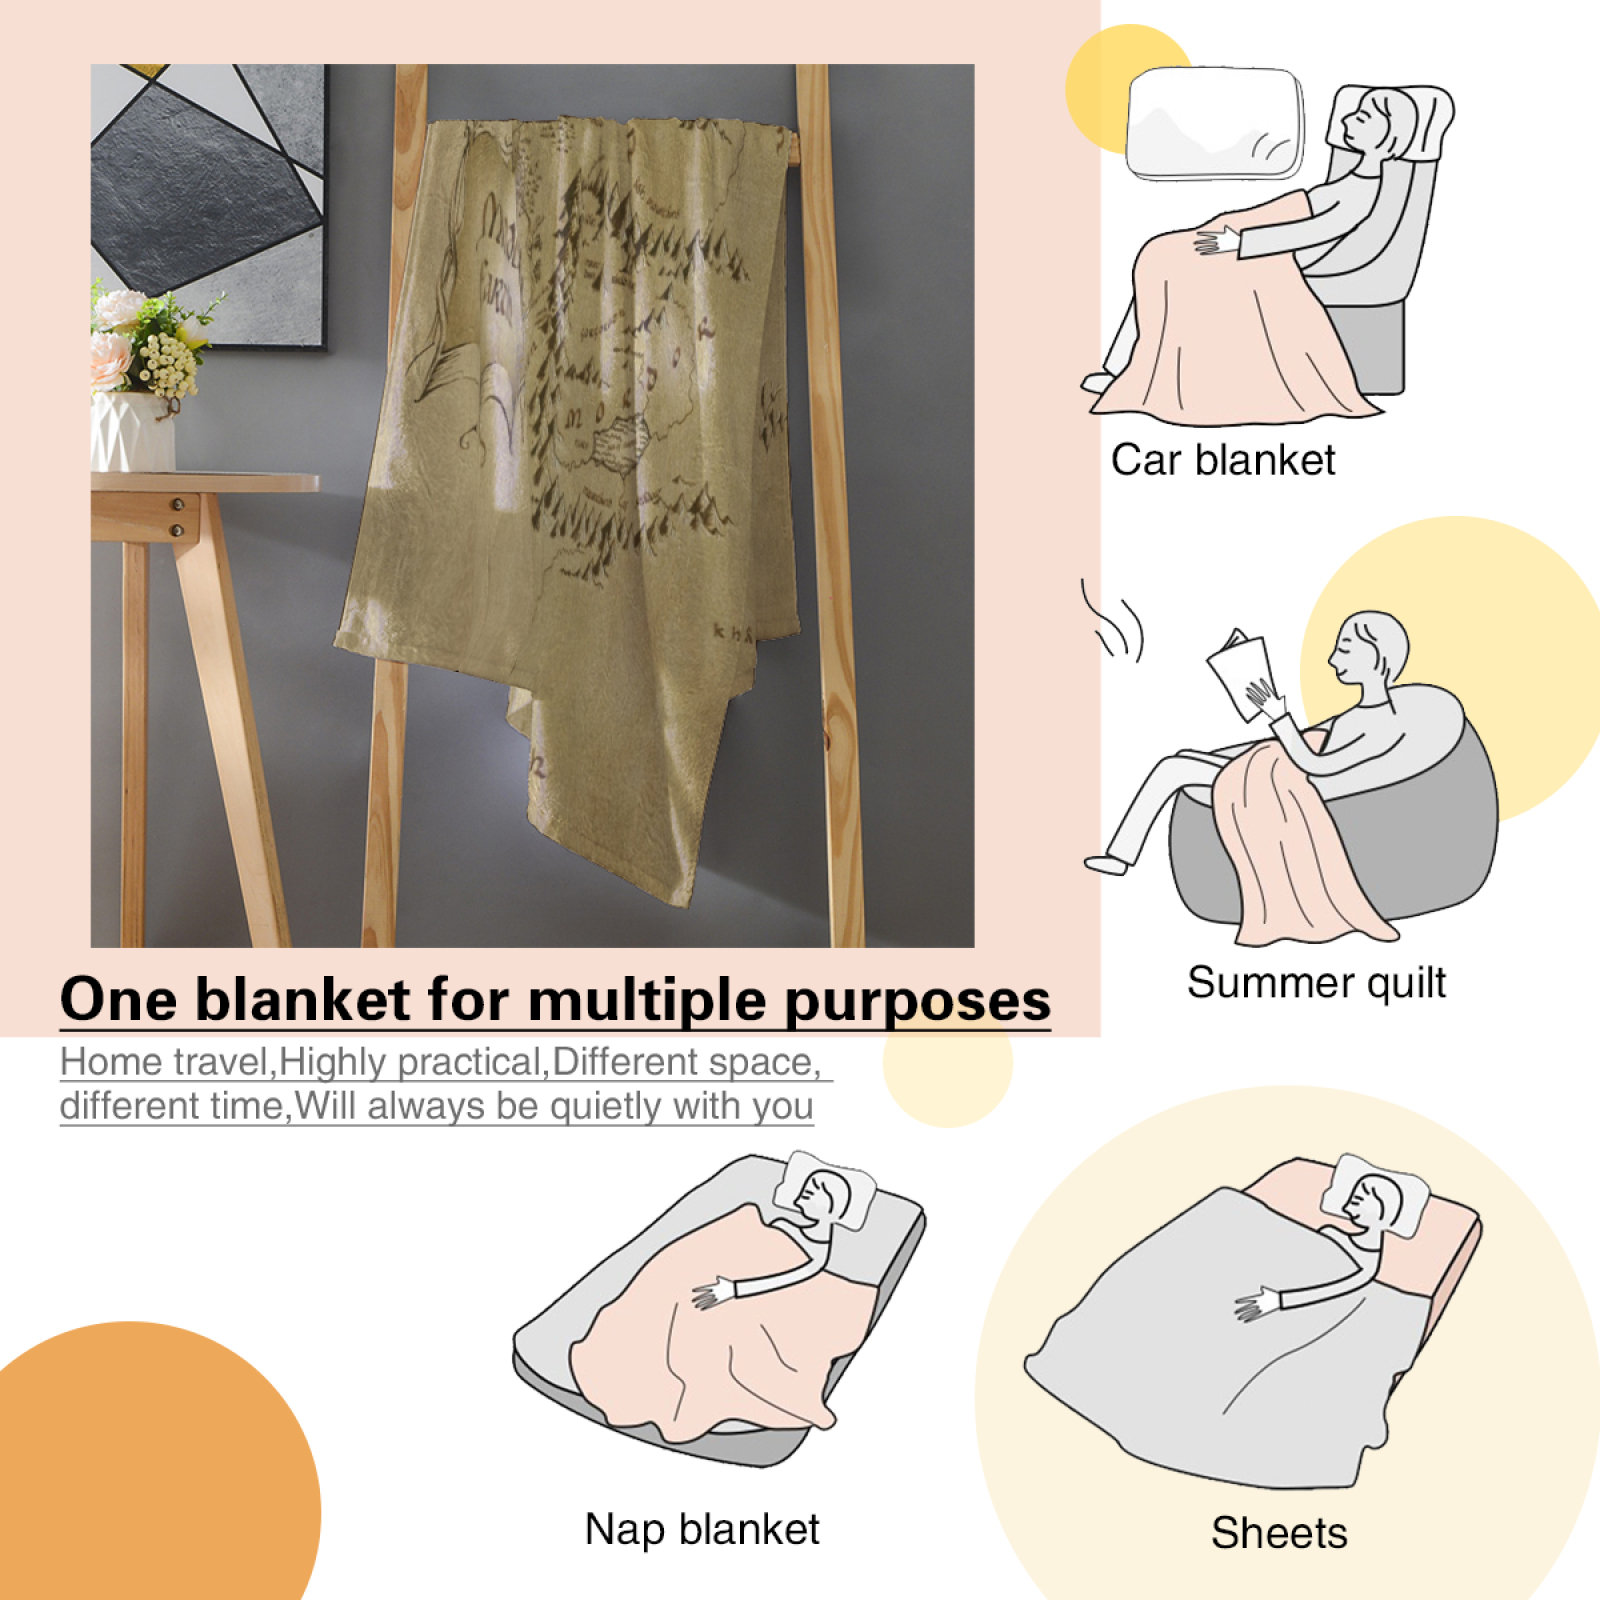 One blanket for multiple purposes
Home travel,Highly practical,Different space,
different time,Will always be quietly with you
Car blanket
Summer quilt
Nap blanket
Sheets